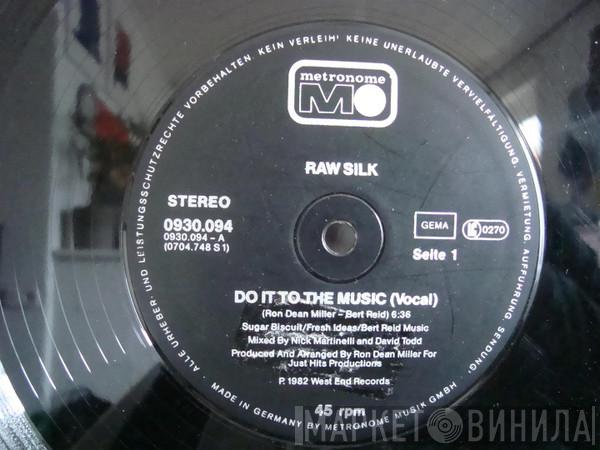 ALLE URHEBER- UND LEISTUNGSSCHUTZRECHTE VORBEHALTEN. KEIN VERLEIH! KEINE UNERLAUBTE VERVIELFÄLTIGUNG, VERMIETUNG, AUFFÜHRUNG, SENDUNG.
metronome
MO
RAW SILK
STEREO
0930.094
0930.094 - A
(0704.748 S1)
GEMA
LC 0270
Seite 1
DO IT TO THE MUSIC (Vocal)
(Ron Dean Miller – Bert Reid) 6:36
Sugar Biscuit/Fresh Ideas/Bert Reid Music
Mixed By Nick Martinelli and David Todd
Produced And Arranged By Ron Dean Miller For
Just Hits Productions
P. 1982 West End Records
45 rpm
MADE IN GERMANY BY METRONOME MUSIK GMBH
МАРКЕТОВИНИЛА